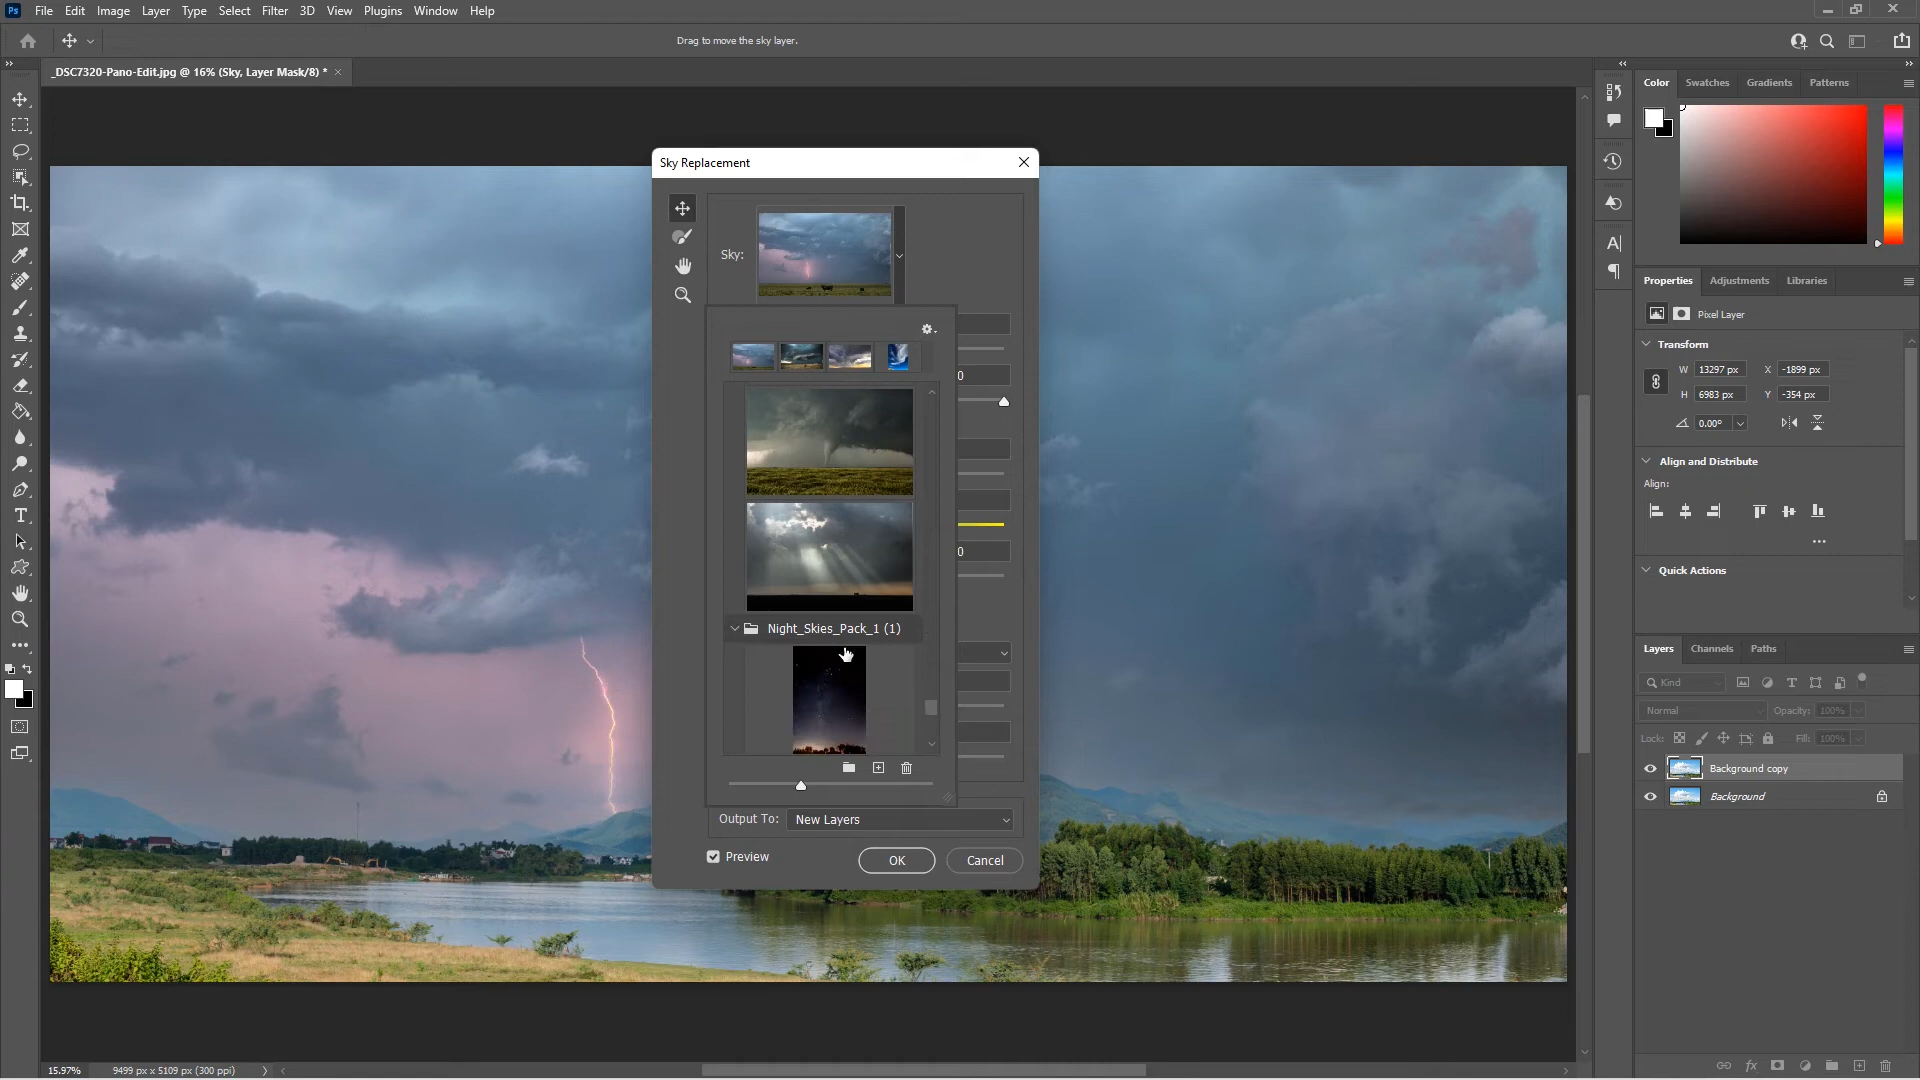 Ps File Edit Image Layer Type Select Filter 3D View Plugins Window Help
Drag to move the sky layer.
_DSC7320-Pano-Edit.jpg @ 16% (Sky, Layer Mask/8) *
Sky Replacement
Sky:
0
0
Night_Skies_Pack_1 (1)
Output To: New Layers
Preview OK Cancel
Color Swatches Gradients Patterns
Properties Adjustments Libraries
Pixel Layer
Transform
W 13297 px X -1899 px
H 6983 px Y -354 px
0.00°
Align and Distribute
Align:
Quick Actions
Layers Channels Paths
Kind
Normal Opacity: 100%
Lock: Fill: 100%
Background copy
Background
15.97% 9499 px x 5109 px (300 ppi)